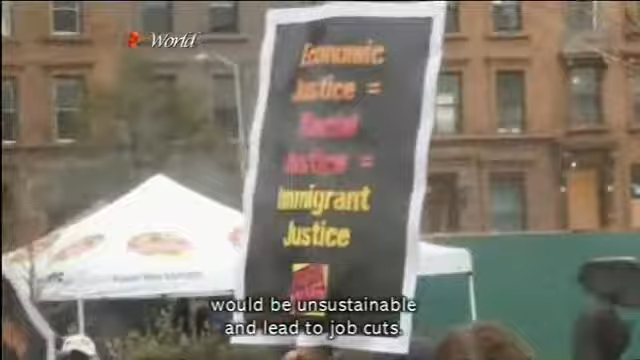 World
Economic
Justice =
Racial
Justice =
Immigrant
Justice
would be unsustainable
and lead to job cuts.